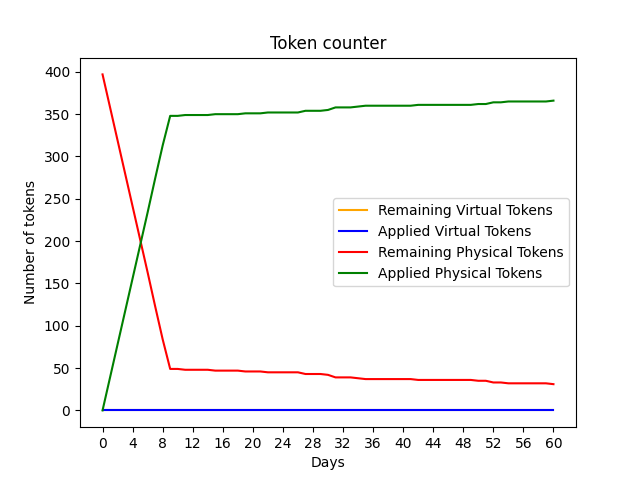 Token counter
Number of tokens
400
350
300
250
200
150
100
50
0
Remaining Virtual Tokens
Applied Virtual Tokens
Remaining Physical Tokens
Applied Physical Tokens
0 4 8 12 16 20 24 28 32 36 40 44 48 52 56 60
Days